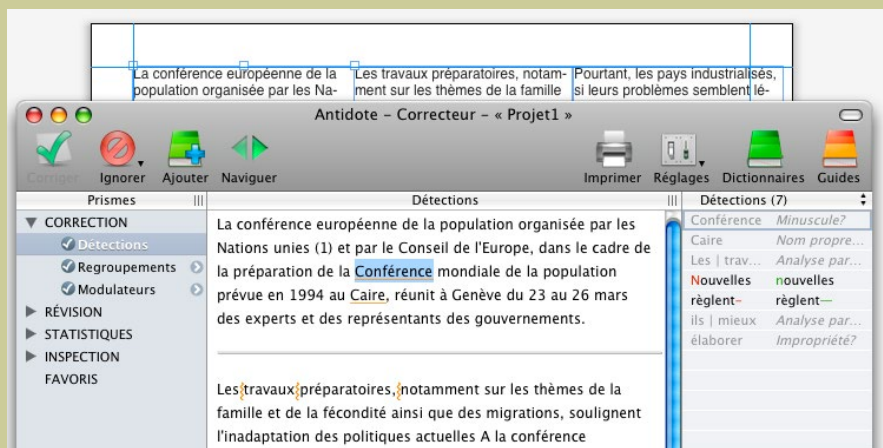 La conférence européenne de la
population organisée par les Na-
Les travaux préparatoires, notam-
ment sur les thèmes de la famille
Pourtant, les pays industrialisés,
si leurs problèmes semblent lé-
Antidote – Correcteur – « Projet1 »
Corriger Ignorer Ajouter Naviguer Imprimer Réglages Dictionnaires Guides
Prismes
CORRECTION
Détections
Regroupements
Modulateurs
RÉVISION
STATISTIQUES
INSPECTION
FAVORIS
Détections
La conférence européenne de la population organisée par les
Nations unies (1) et par le Conseil de l'Europe, dans le cadre de
la préparation de la Conférence mondiale de la population
prévue en 1994 au Caire, réunit à Genève du 23 au 26 mars
des experts et des représentants des gouvernements.
Les travaux préparatoires, notamment sur les thèmes de la
famille et de la fécondité ainsi que des migrations, soulignent
l'inadaptation des politiques actuelles A la conférence
Détections (7)
Conférence Minuscule?
Caire Nom propre...
Les | trav... Analyse par...
Nouvelles nouvelles
règlent– règlent—
ils | mieux Analyse par...
élaborer Impropriété?